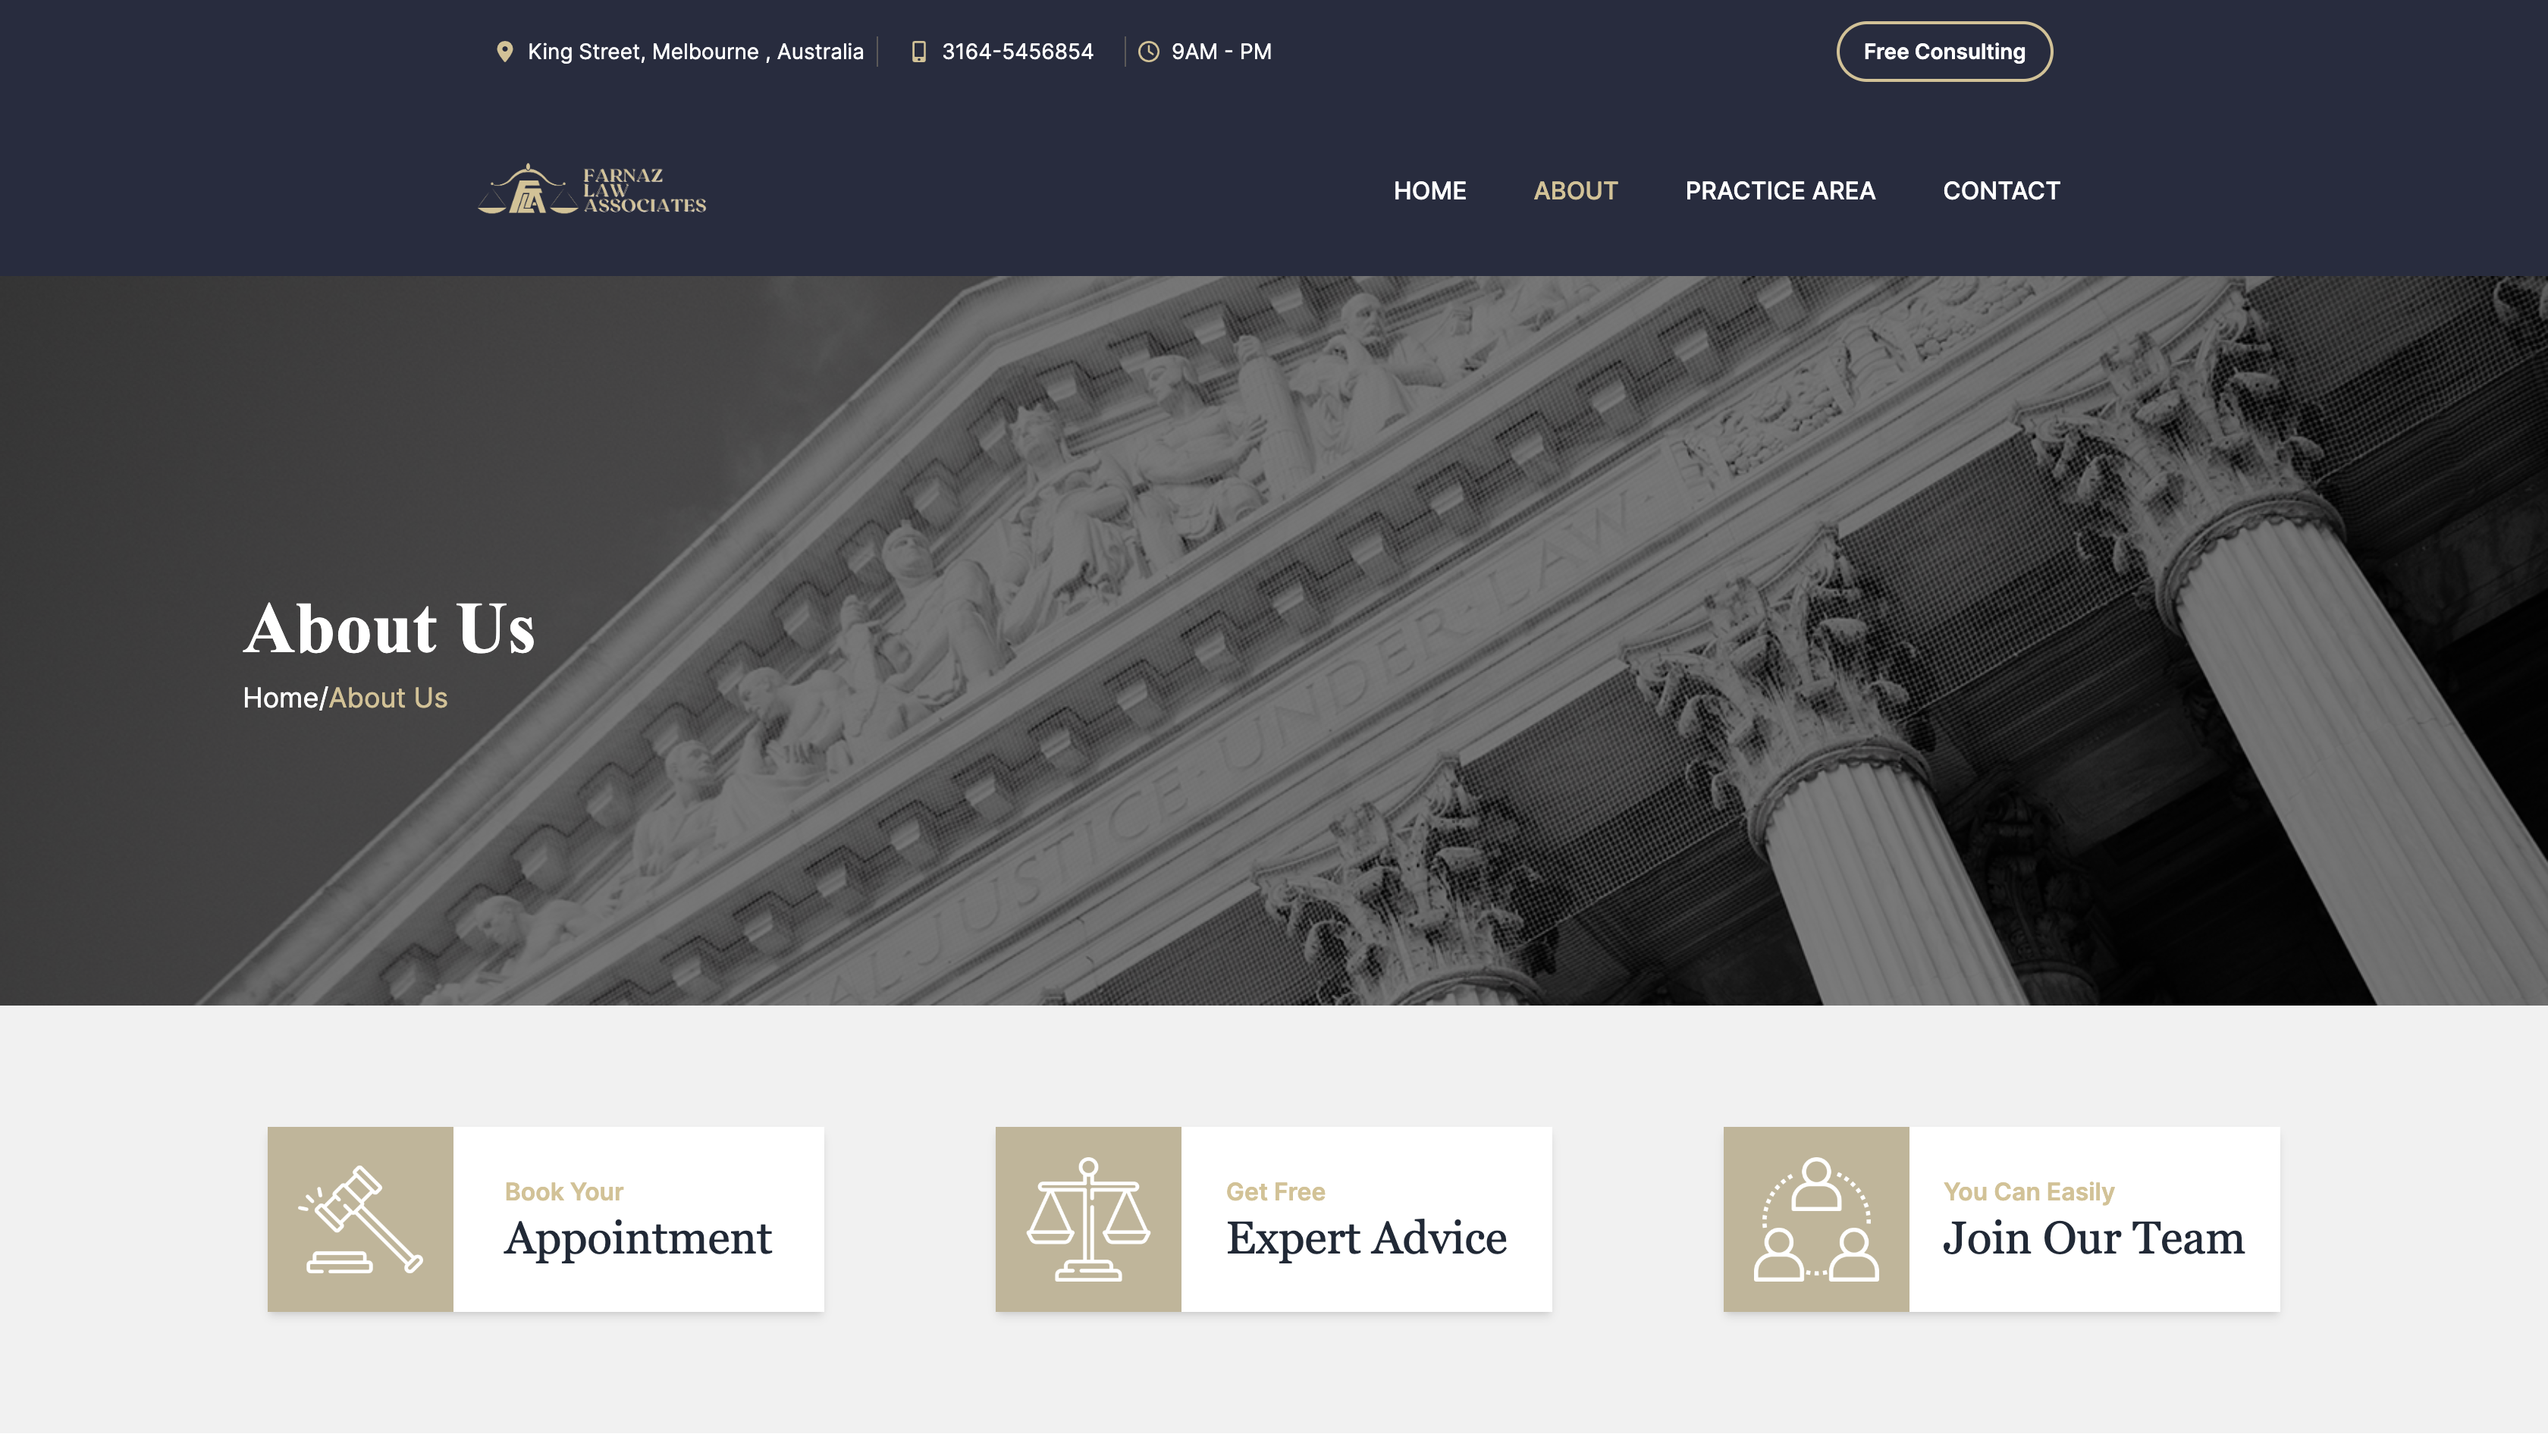 King Street, Melbourne , Australia
3164-5456854
9AM - PM
Free Consulting
FARNAZ
LAW
ASSOCIATES
HOME
ABOUT
PRACTICE AREA
CONTACT
JUSTICE · UNDER · LAW ·
About Us
Home/About Us
Book Your
Appointment
Get Free
Expert Advice
You Can Easily
Join Our Team